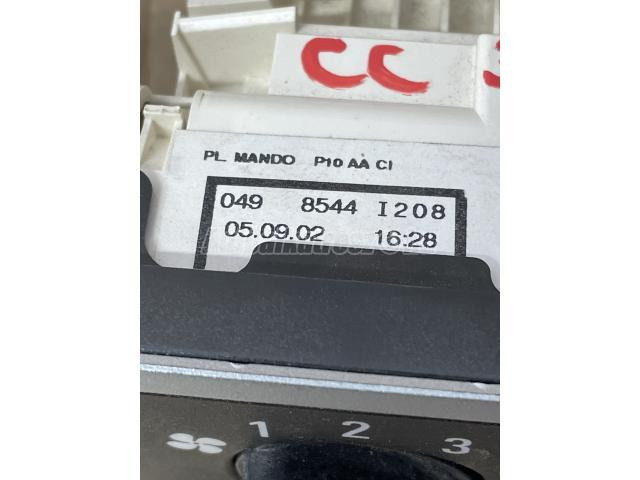 CC
PL. MANDO P10 AA CI
049 8544 I208
05.09.02 16:28
1 2 3